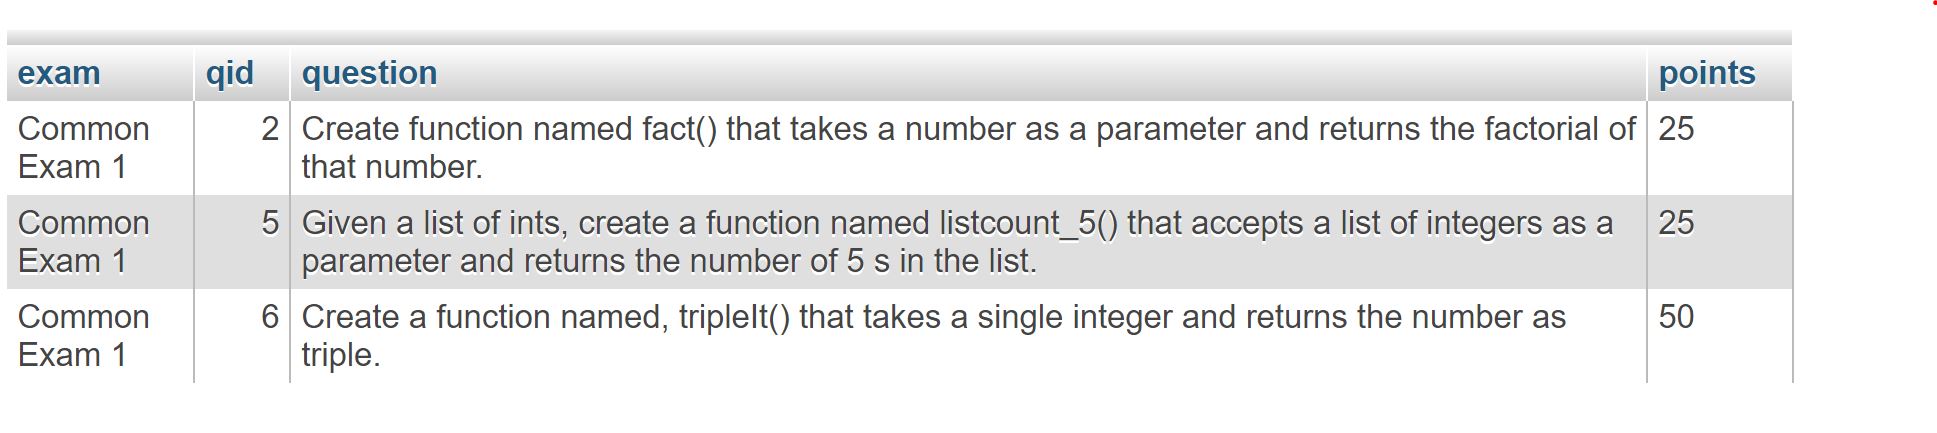 exam qid question points
Common Exam 1 2 Create function named fact() that takes a number as a parameter and returns the factorial of that number. 25
Common Exam 1 5 Given a list of ints, create a function named listcount_5() that accepts a list of integers as a parameter and returns the number of 5 s in the list. 25
Common Exam 1 6 Create a function named, tripleIt() that takes a single integer and returns the number as triple. 50